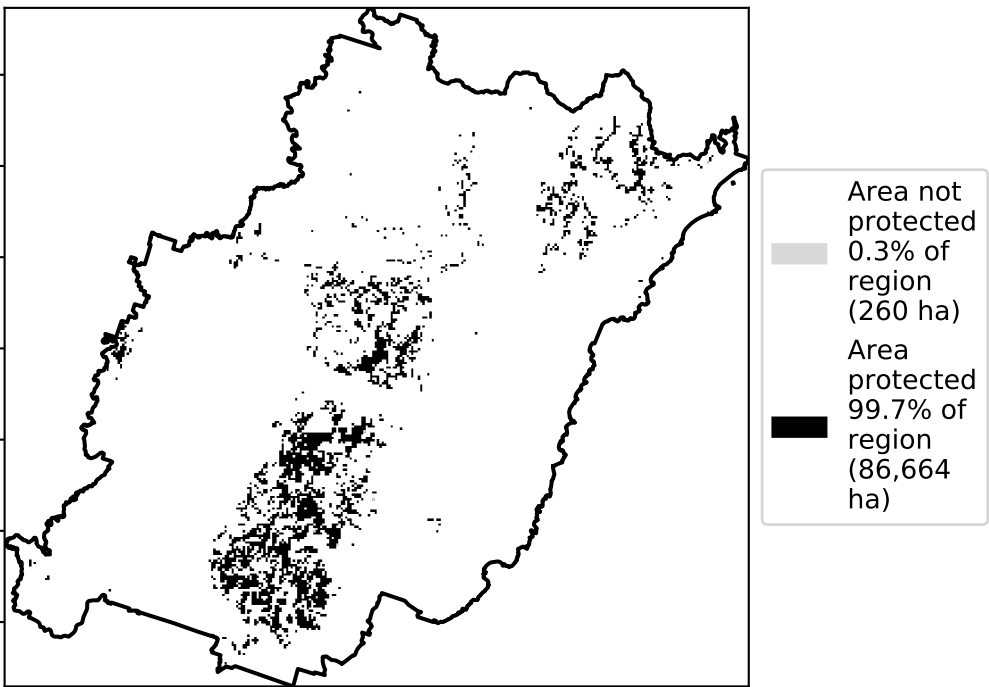 Area not
protected
0.3% of
region
(260 ha)
Area
protected
99.7% of
region
(86,664
ha)